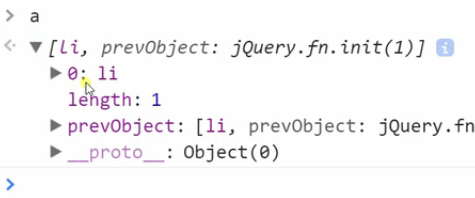 > a
[li, prevObject: jQuery.fn.init(1)] i
0: li
length: 1
prevObject: [li, prevObject: jQuery.fn
__proto__: Object(0)
>